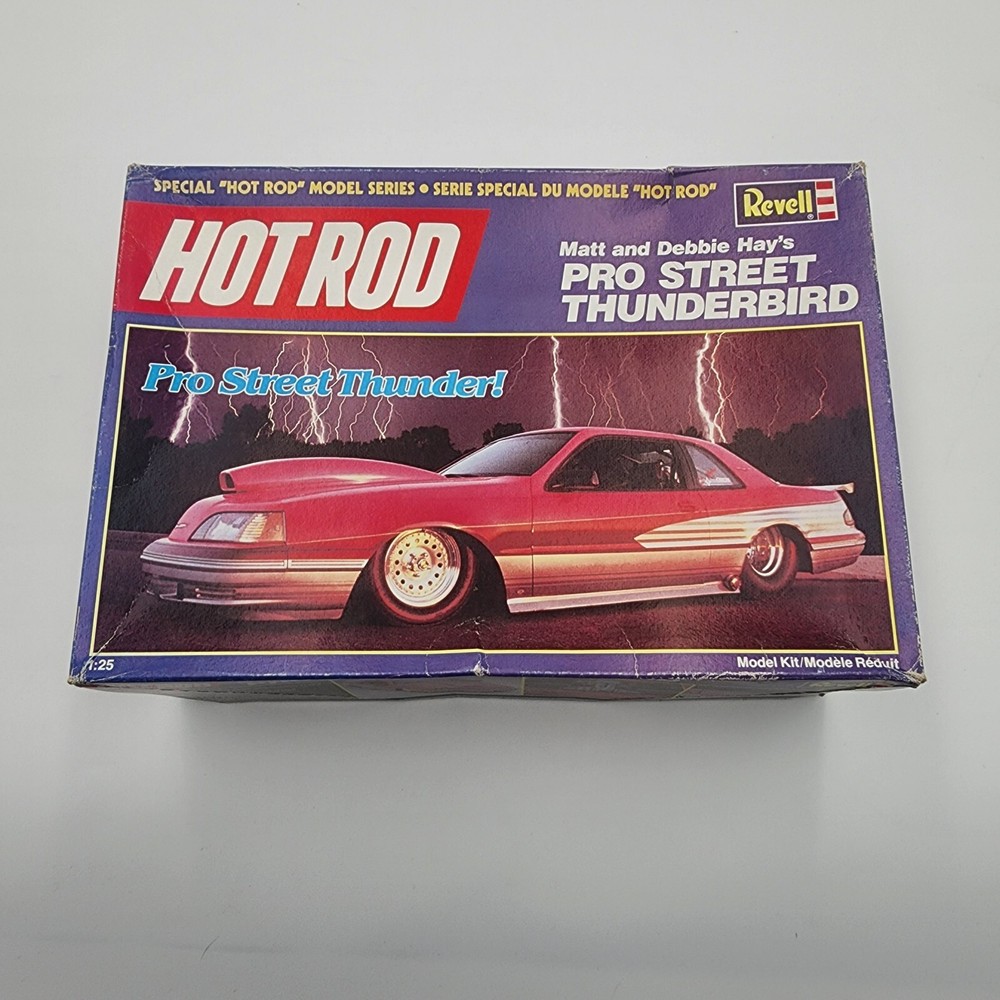 SPECIAL "HOT ROD" MODEL SERIES • SERIE SPECIAL DU MODELE "HOT ROD"
Revell
HOT ROD
Matt and Debbie Hay's
PRO STREET
THUNDERBIRD
Pro Street Thunder!
1:25
Model Kit/Modèle Réduit